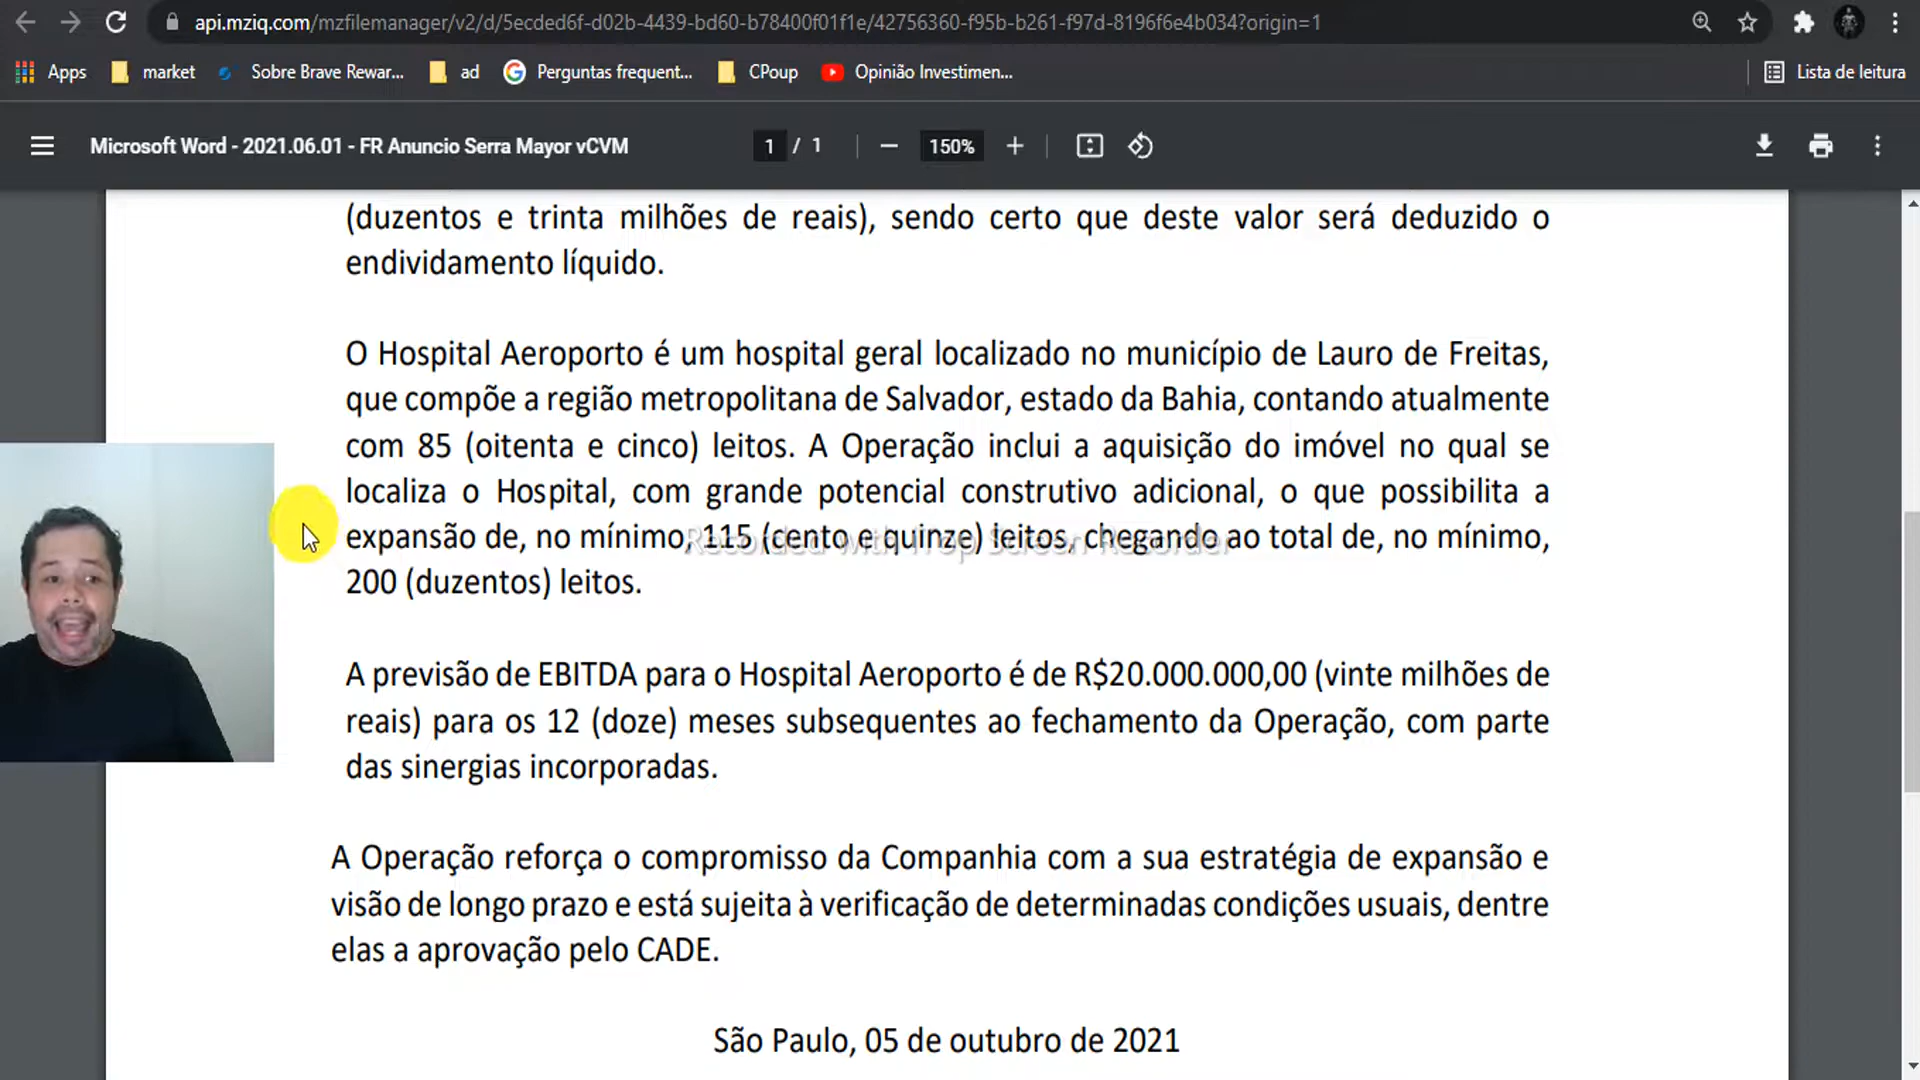 api.mziq.com/mzfilemanager/v2/d/5ecded6f-d02b-4439-bd60-b78400f01f1e/42756360-f95b-b261-f97d-8196f6e4b034?origin=1
Apps market Sobre Brave Rewar... ad Perguntas frequent... CPoup Opinião Investimen... Lista de leitura
Microsoft Word - 2021.06.01 - FR Anuncio Serra Mayor vCVM 1 / 1 150%
(duzentos e trinta milhões de reais), sendo certo que deste valor será deduzido o
endividamento líquido.
O Hospital Aeroporto é um hospital geral localizado no município de Lauro de Freitas,
que compõe a região metropolitana de Salvador, estado da Bahia, contando atualmente
com 85 (oitenta e cinco) leitos. A Operação inclui a aquisição do imóvel no qual se
localiza o Hospital, com grande potencial construtivo adicional, o que possibilita a
expansão de, no mínimo, 115 (cento e quinze) leitos, chegando ao total de, no mínimo,
Recorded with iTop Screen Recorder
200 (duzentos) leitos.
A previsão de EBITDA para o Hospital Aeroporto é de R$20.000.000,00 (vinte milhões de
reais) para os 12 (doze) meses subsequentes ao fechamento da Operação, com parte
das sinergias incorporadas.
A Operação reforça o compromisso da Companhia com a sua estratégia de expansão e
visão de longo prazo e está sujeita à verificação de determinadas condições usuais, dentre
elas a aprovação pelo CADE.
São Paulo, 05 de outubro de 2021